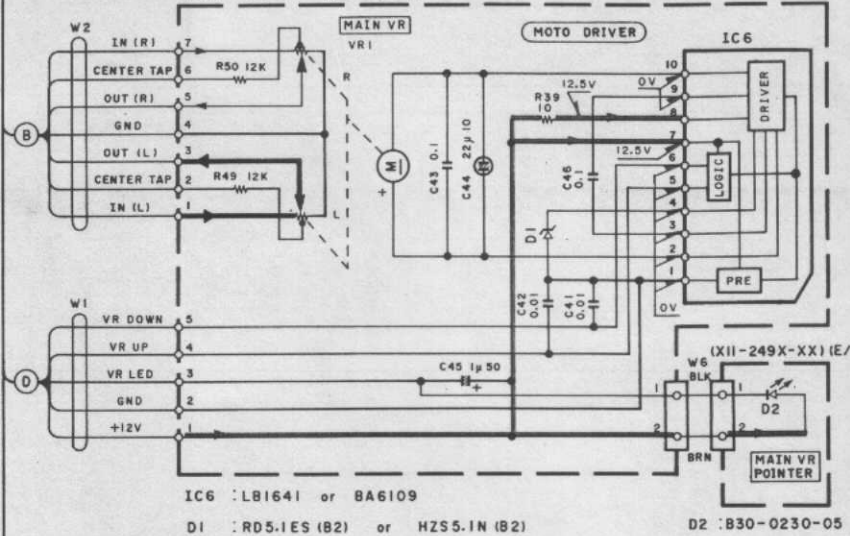 W2
MAIN VR
VR1
MOTO DRIVER
IC6
IN (R) 7
CENTER TAP 6
R50 12K
OUT (R) 5
GND 4
OUT (L) 3
CENTER TAP 2
R49 12K
IN (L) 1
B
R
L
M
+
C43 0.1
C44 22μ 10
R39
10
12.5V
0V
12.5V
C46
0.1
D1
C42
0.01
C41
0.01
0V
10
9
8
7
6
5
4
3
2
1
DRIVER
LOGIC
PRE
W1
VR DOWN 5
VR UP 4
VR LED 3
GND 2
+12V 1
D
C45 1μ 50
+
W6
BLK
1
2
BRN
(X11-249X-XX) (E/
1
2
D2
MAIN VR
POINTER
IC6 : LB1641 or BA6109
D1 : RD5.1ES (B2) or HZS5.1N (B2)
D2 : B30-0230-05